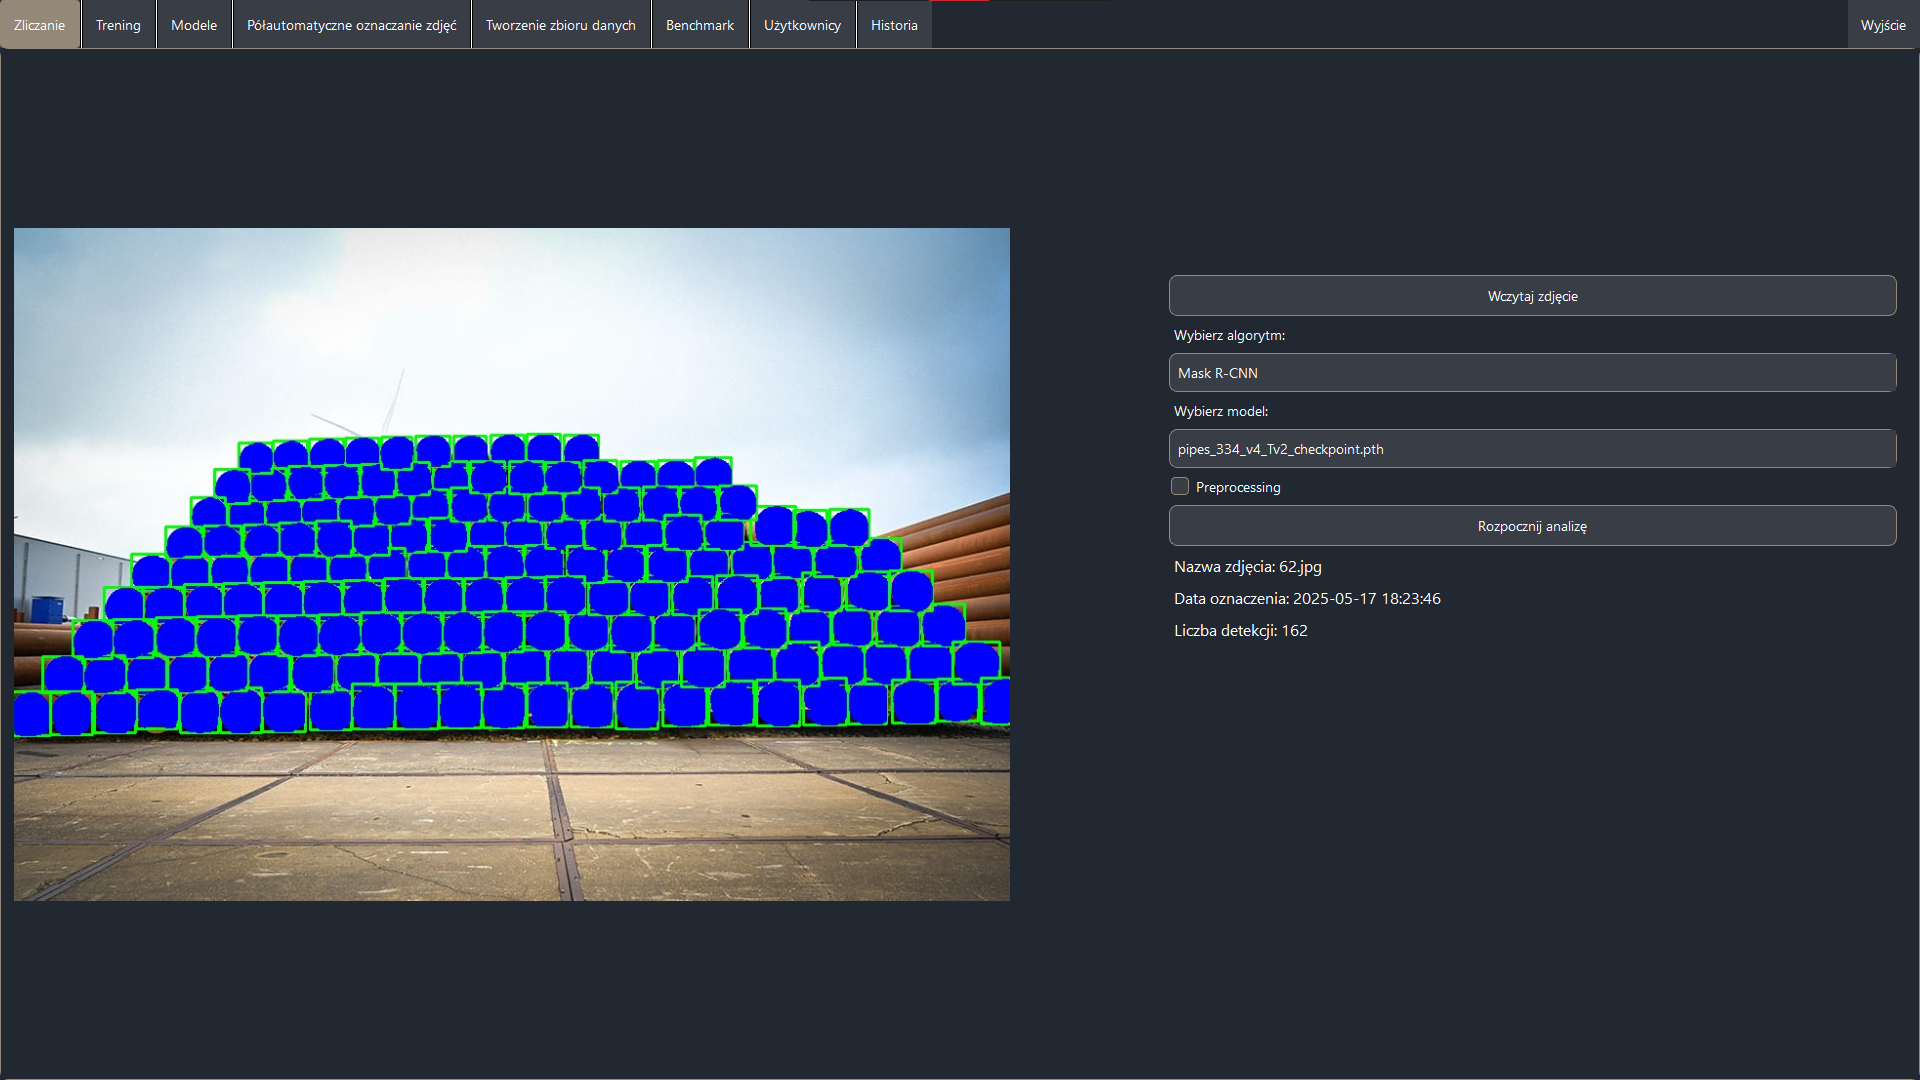 Zliczanie Trening Modele Półautomatyczne oznaczanie zdjęć Tworzenie zbioru danych Benchmark Użytkownicy Historia Wyjście
Wczytaj zdjęcie
Wybierz algorytm:
Mask R-CNN
Wybierz model:
pipes_334_v4_Tv2_checkpoint.pth
Preprocessing
Rozpocznij analizę
Nazwa zdjęcia: 62.jpg
Data oznaczenia: 2025-05-17 18:23:46
Liczba detekcji: 162